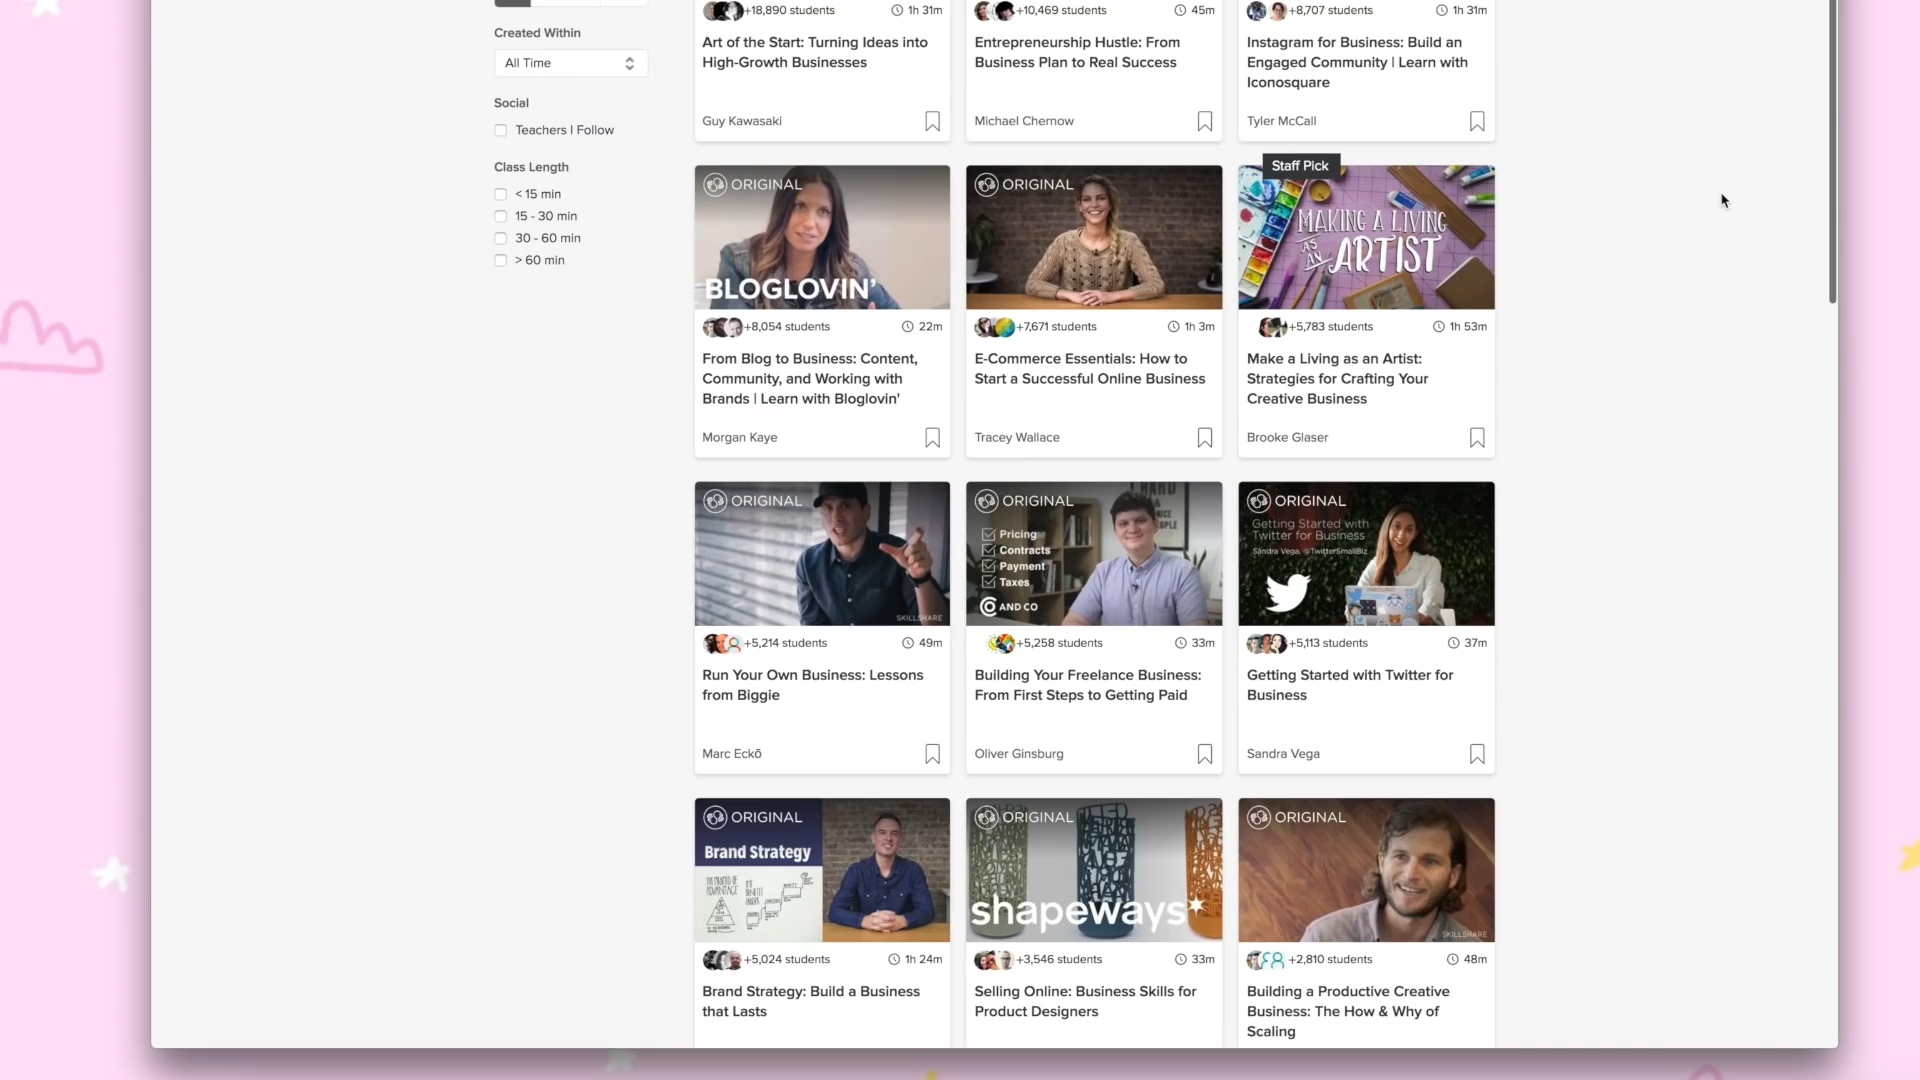 Created Within
All Time
Social
Teachers I Follow
Class Length
< 15 min
15 - 30 min
30 - 60 min
> 60 min
+18,890 students
1h 31m
Art of the Start: Turning Ideas into
High-Growth Businesses
Guy Kawasaki
+10,469 students
45m
Entrepreneurship Hustle: From
Business Plan to Real Success
Michael Chernow
+8,707 students
1h 31m
Instagram for Business: Build an
Engaged Community | Learn with
Iconosquare
Tyler McCall
ORIGINAL
BLOGLOVIN'
+8,054 students
22m
From Blog to Business: Content,
Community, and Working with
Brands | Learn with Bloglovin'
Morgan Kaye
ORIGINAL
+7,671 students
1h 3m
E-Commerce Essentials: How to
Start a Successful Online Business
Tracey Wallace
Staff Pick
MAKING A LIVING
AS AN ARTIST
+5,783 students
1h 53m
Make a Living as an Artist:
Strategies for Crafting Your
Creative Business
Brooke Glaser
ORIGINAL
SKILLSHARE
+5,214 students
49m
Run Your Own Business: Lessons
from Biggie
Marc Eckō
ORIGINAL
Pricing
Contracts
Payment
Taxes
AND CO
+5,258 students
33m
Building Your Freelance Business:
From First Steps to Getting Paid
Oliver Ginsburg
ORIGINAL
Getting Started with
Twitter for Business
Sandra Vega, @TwitterSmallBiz
+5,113 students
37m
Getting Started with Twitter for
Business
Sandra Vega
ORIGINAL
Brand Strategy
+5,024 students
1h 24m
Brand Strategy: Build a Business
that Lasts
ORIGINAL
shapeways*
+3,546 students
33m
Selling Online: Business Skills for
Product Designers
ORIGINAL
SKILLSHARE
+2,810 students
48m
Building a Productive Creative
Business: The How & Why of
Scaling